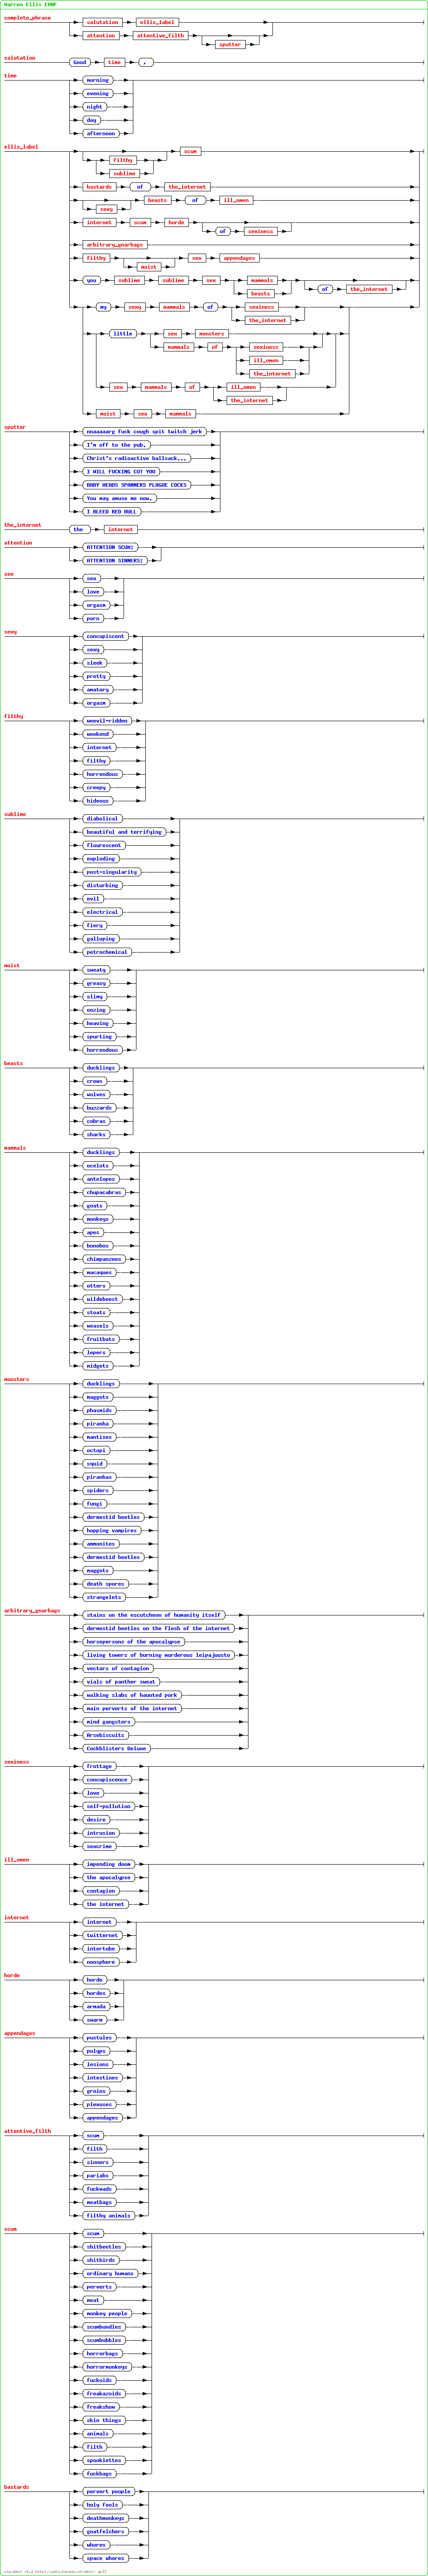 Warren Ellis EBNF
complete_phrase
salutation ellis_label
attention attentive_filth
sputter
salutation
Good time ,
time
morning
evening
night
day
afternoon
ellis_label
scum
filthy
sublime
bastards of the_internet
beasts of ill_omen
sexy
internet scum horde
of sexiness
arbitrary_gnarbags
filthy sex appendages
moist
you sublime sublime sex mammals
beasts of the_internet
my sexy mammals of sexiness
the_internet
little sex monsters
mammals of sexiness
ill_omen
the_internet
sex mammals of ill_omen
the_internet
moist sex mammals
sputter
nnaaaaarg fuck cough spit twitch jerk
I'm off to the pub.
Christ's radioactive ballsack...
I WILL FUCKING CUT YOU
BABY HEADS SPANNERS PLAGUE COCKS
You may amuse me now.
I BLEED RED BULL
the_internet
the internet
attention
ATTENTION SCUM:
ATTENTION SINNERS:
sex
sex
love
orgasm
porn
sexy
concupiscent
sexy
sleek
pretty
amatory
orgasm
filthy
weevil-ridden
weekend
internet
filthy
horrendous
creepy
hideous
sublime
diabolical
beautiful and terrifying
flourescent
exploding
post-singularity
disturbing
evil
electrical
fiery
galloping
petrochemical
moist
sweaty
greasy
slimy
oozing
heaving
spurting
horrendous
beasts
ducklings
crows
wolves
buzzards
cobras
sharks
mammals
ducklings
ocelots
antelopes
chupacabras
goats
monkeys
apes
bonobos
chimpanzees
macaques
otters
wildebeest
stoats
weasels
fruitbats
lepers
midgets
monsters
ducklings
maggots
phasmids
piranha
mantises
octopi
squid
piranhas
spiders
fungi
dermestid beetles
hopping vampires
ammonites
dermestid beetles
maggots
death spores
strangelets
arbitrary_gnarbags
stains on the escutcheon of humanity itself
dermestid beetles on the flesh of the internet
horsepersons of the apocalypse
living towers of burning murderous leipajuusto
vectors of contagion
vials of panther sweat
walking slabs of haunted pork
main perverts of the internet
mind gangsters
Arsebiscuits
Cockblisters Deluxe
sexiness
frottage
concupiscence
love
self-pollution
desire
intrusion
sexcrime
ill_omen
impending doom
the apocalypse
contagion
the internet
internet
internet
twitternet
intertube
noosphere
horde
horde
hordes
armada
swarm
appendages
pustules
polyps
lesions
intestines
groins
plexuses
appendages
attentive_filth
scum
filth
sinners
pariahs
fuckwads
meatbags
filthy animals
scum
scum
shitbeetles
shitbirds
ordinary humans
perverts
meat
monkey people
scumbundles
scumbubbles
horrorbags
horrormonkeys
fucksids
freakazoids
freakshow
skin things
animals
filth
spooklettes
fuckbags
bastards
pervert people
holy fools
deathmonkeys
goatfelchers
whores
space whores